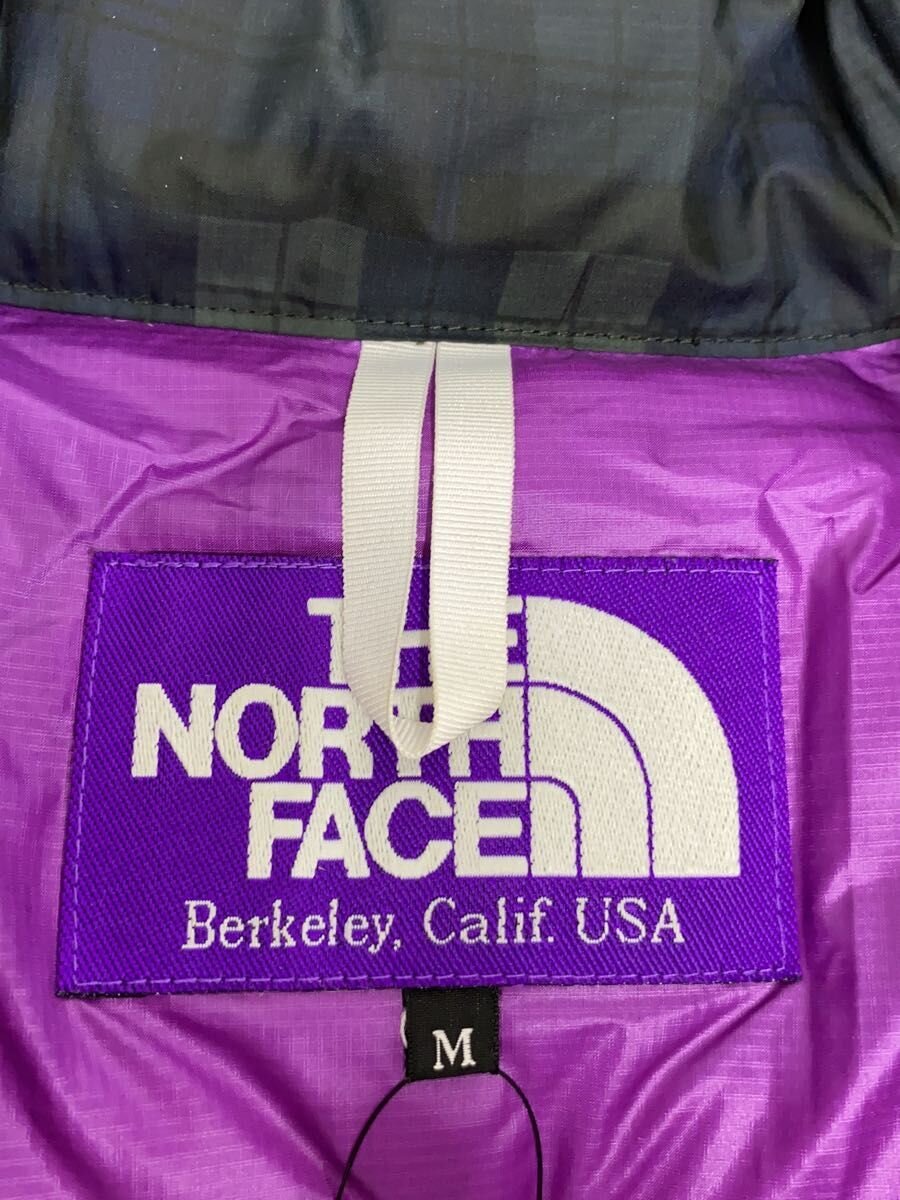 THE
NORTH
FACE
Berkeley, Calif. USA
M